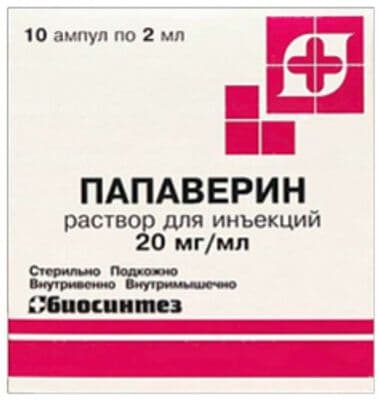 10 ампул по 2 мл
ПАПАВЕРИН
раствор для инъекций
20 мг/мл
Стерильно Подкожно
Внутривенно Внутримышечно
биосинтез